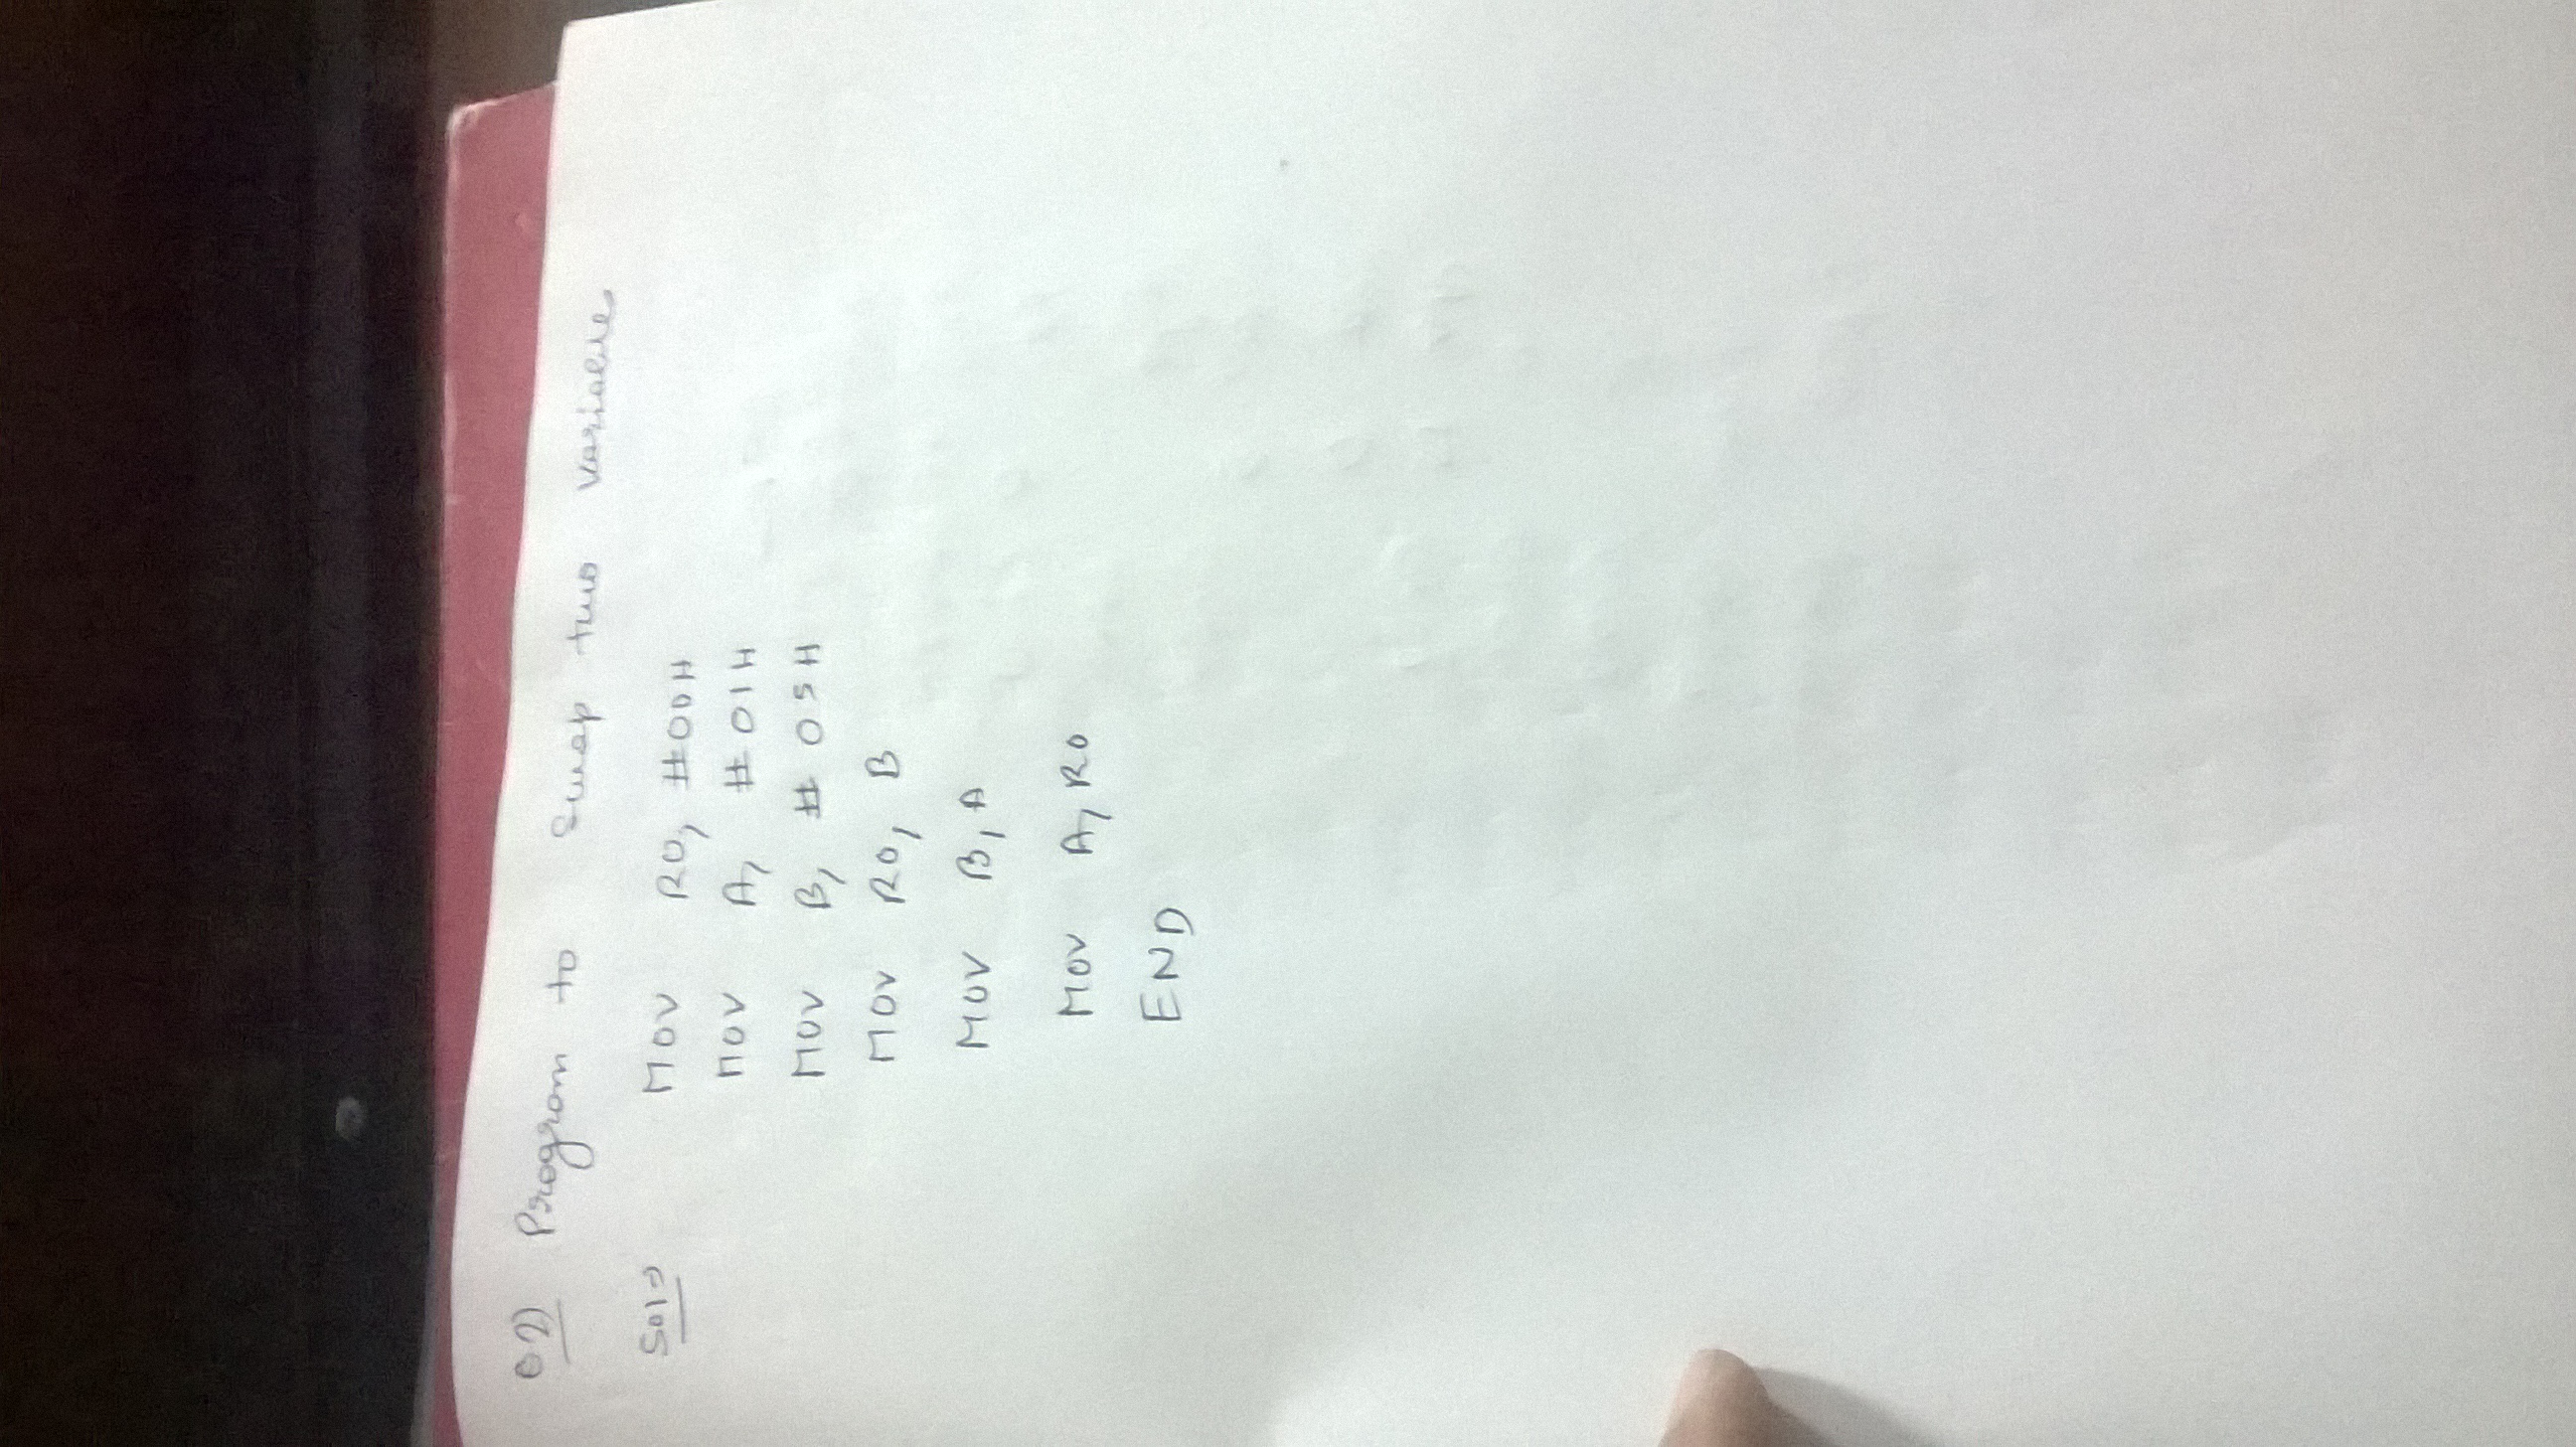 Q2) Program to Swap two variable
Sol⇒ MOV R0, #00H
MOV A, #01H
MOV B, #05H
MOV R0, B
MOV B, A
MOV A, R0
END